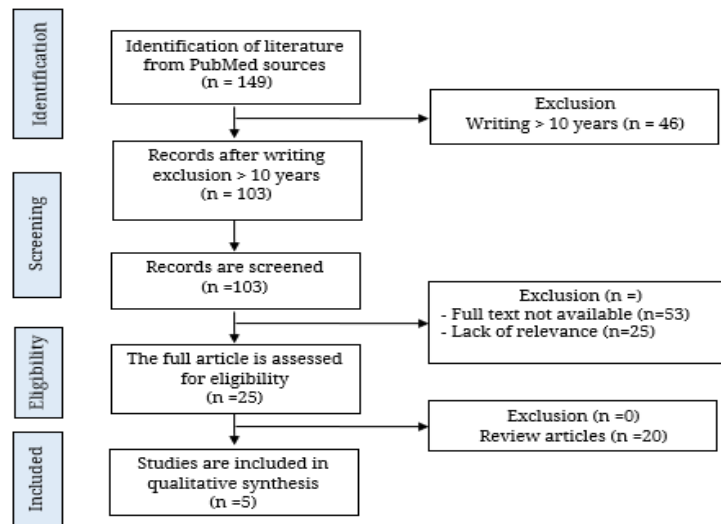 Identification
Identification of literature
from PubMed sources
(n = 149)
Exclusion
Writing > 10 years (n = 46)
Records after writing
exclusion > 10 years
(n = 103)
Screening
Records are screened
(n =103)
Exclusion (n =)
- Full text not available (n=53)
- Lack of relevance (n=25)
Eligibility
The full article is assessed
for eligibility
(n =25)
Exclusion (n =0)
Review articles (n =20)
Included
Studies are included in
qualitative synthesis
(n =5)